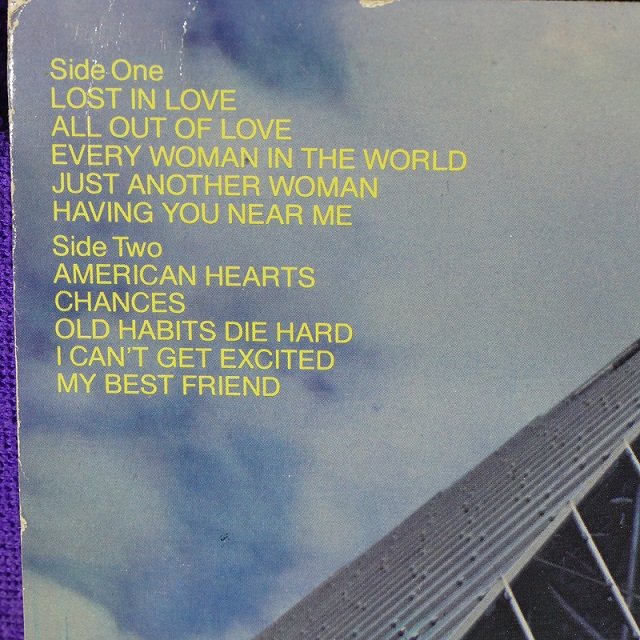 Side One
LOST IN LOVE
ALL OUT OF LOVE
EVERY WOMAN IN THE WORLD
JUST ANOTHER WOMAN
HAVING YOU NEAR ME
Side Two
AMERICAN HEARTS
CHANCES
OLD HABITS DIE HARD
I CAN'T GET EXCITED
MY BEST FRIEND